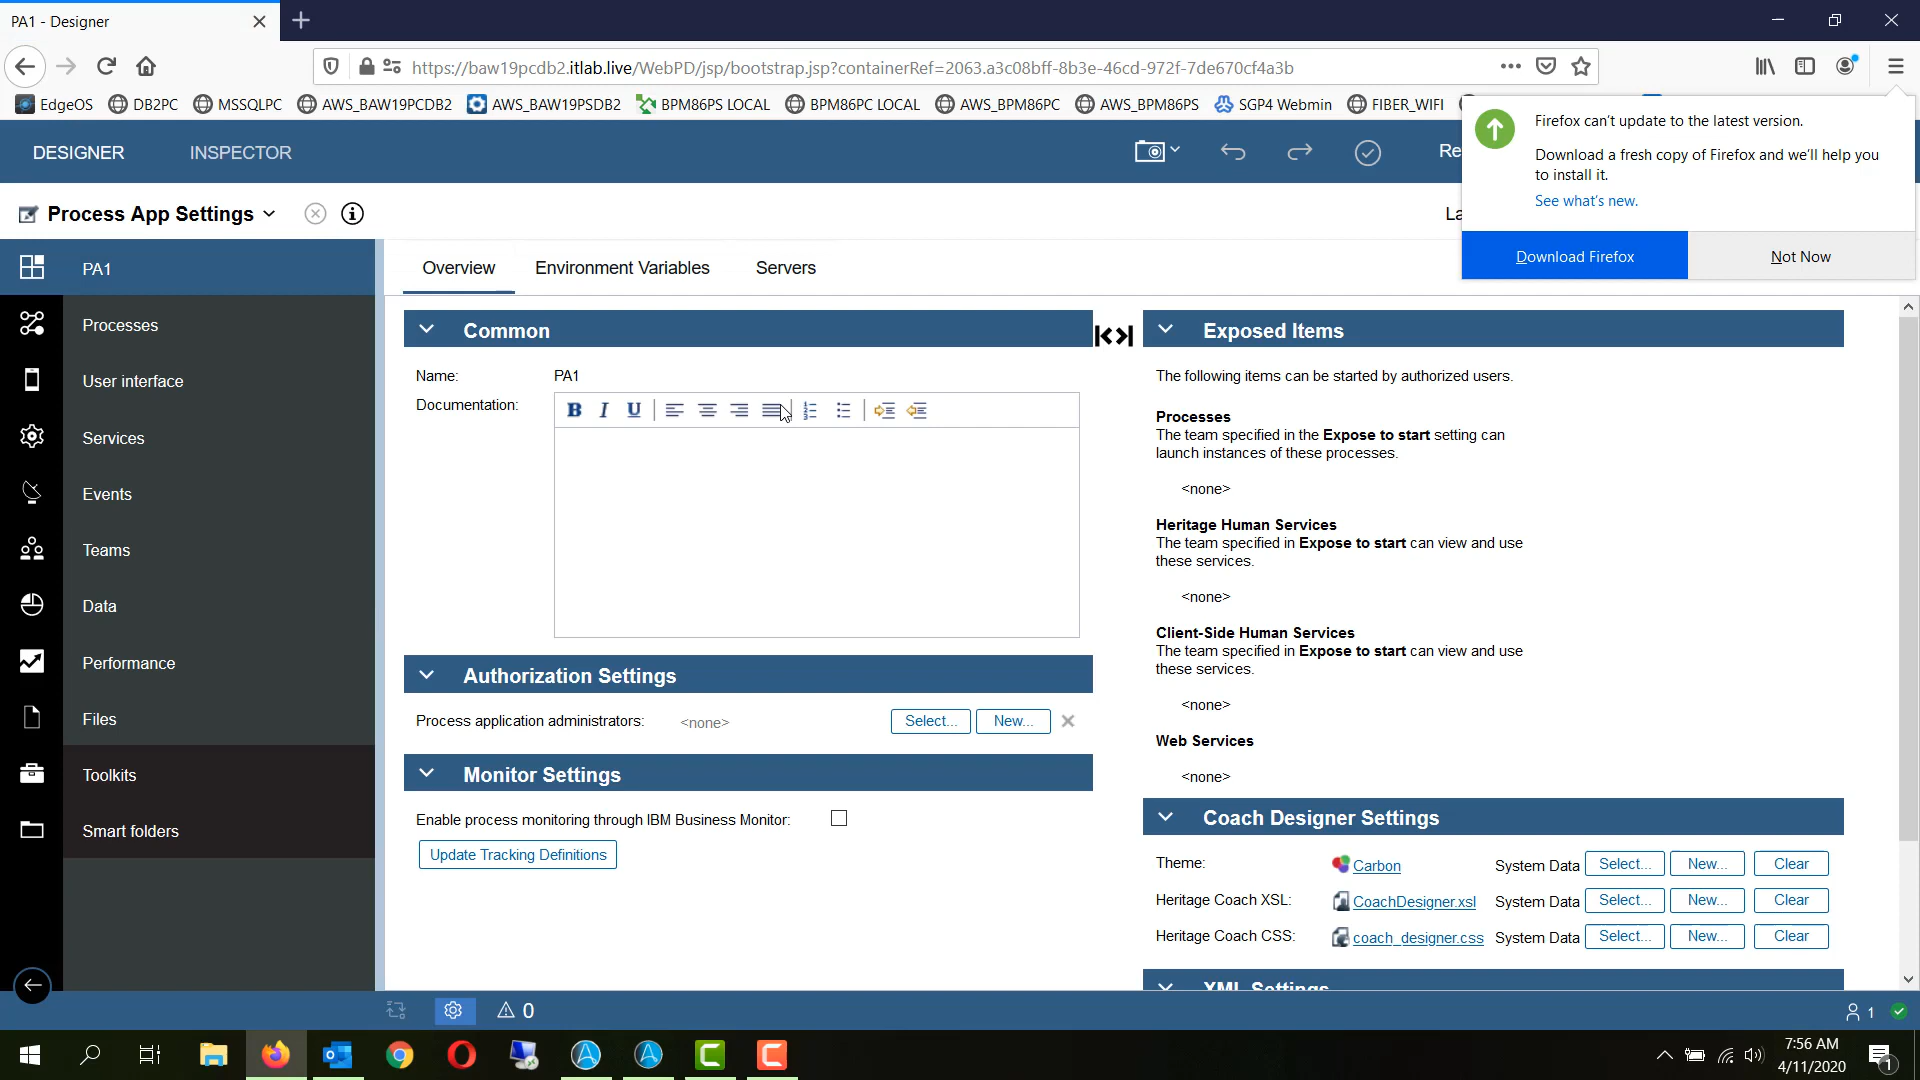 PA1 - Designer
https://baw19pcdb2.itlab.live/WebPD/jsp/bootstrap.jsp?containerRef=2063.a3c08bff-8b3e-46cd-972f-7de670cf4a3b
EdgeOS DB2PC MSSQLPC AWS_BAW19PCDB2 AWS_BAW19PSDB2 BPM86PS LOCAL BPM86PC LOCAL AWS_BPM86PC AWS_BPM86PS SGP4 Webmin FIBER_WIFI
Firefox can't update to the latest version.
Download a fresh copy of Firefox and we'll help you
to install it.
See what's new.
Download Firefox Not Now
DESIGNER INSPECTOR Re
Process App Settings La
PA1
Processes
User interface
Services
Events
Teams
Data
Performance
Files
Toolkits
Smart folders
Overview Environment Variables Servers
Common
Name: PA1
Documentation:
B I U
Authorization Settings
Process application administrators: <none> Select... New...
Monitor Settings
Enable process monitoring through IBM Business Monitor:
Update Tracking Definitions
Exposed Items
The following items can be started by authorized users.
Processes
The team specified in the Expose to start setting can
launch instances of these processes.
<none>
Heritage Human Services
The team specified in Expose to start can view and use
these services.
<none>
Client-Side Human Services
The team specified in Expose to start can view and use
these services.
<none>
Web Services
<none>
Coach Designer Settings
Theme: Carbon System Data Select... New... Clear
Heritage Coach XSL: CoachDesigner.xsl System Data Select... New... Clear
Heritage Coach CSS: coach_designer.css System Data Select... New... Clear
XML Settings
0
1
7:56 AM
4/11/2020
1